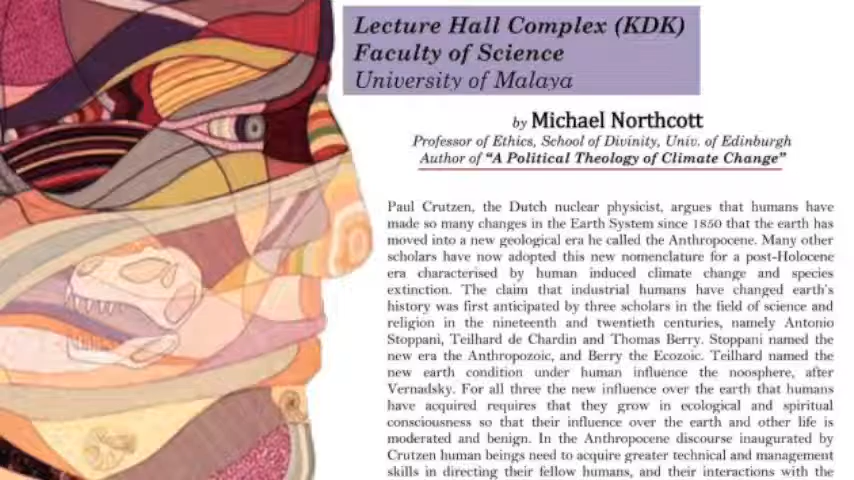 Lecture Hall Complex (KDK)
Faculty of Science
University of Malaya
by Michael Northcott
Professor of Ethics, School of Divinity, Univ. of Edinburgh
Author of "A Political Theology of Climate Change"
Paul Crutzen, the Dutch nuclear physicist, argues that humans have
made so many changes in the Earth System since 1850 that the earth has
moved into a new geological era he called the Anthropocene. Many other
scholars have now adopted this new nomenclature for a post-Holocene
era characterised by human induced climate change and species
extinction. The claim that industrial humans have changed earth's
history was first anticipated by three scholars in the field of science and
religion in the nineteenth and twentieth centuries, namely Antonio
Stoppani, Teilhard de Chardin and Thomas Berry. Stoppani named the
new era the Anthropozoic, and Berry the Ecozoic. Teilhard named the
new earth condition under human influence the noosphere, after
Vernadsky. For all three the new influence over the earth that humans
have acquired requires that they grow in ecological and spiritual
consciousness so that their influence over the earth and other life is
moderated and benign. In the Anthropocene discourse inaugurated by
Crutzen human beings need to acquire greater technical and management
skills in directing their fellow humans, and their interactions with the